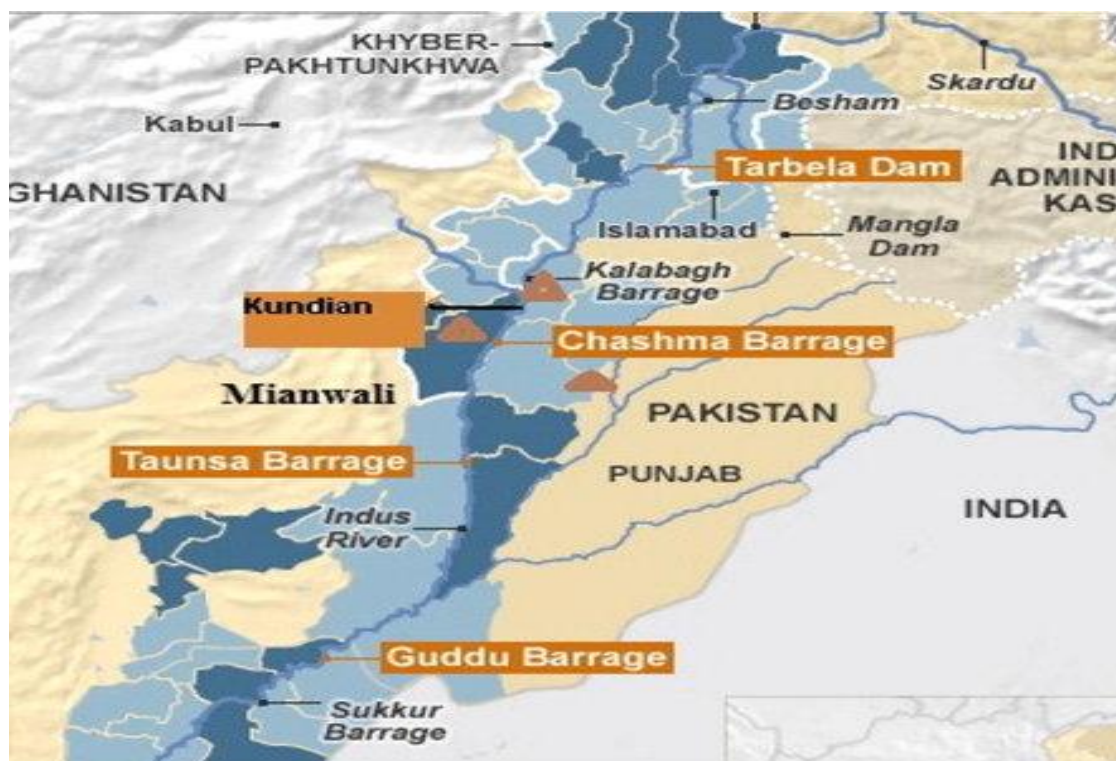 KHYBER-
PAKHTUNKHWA
Skardu
Besham
Kabul
Tarbela Dam
IND
ADMINI
KAS
GHANISTAN
Islamabad
Mangla
Dam
Kalabagh
Barrage
Kundian
Chashma Barrage
Mianwali
PAKISTAN
Taunsa Barrage
PUNJAB
Indus
River
INDIA
Guddu Barrage
Sukkur
Barrage